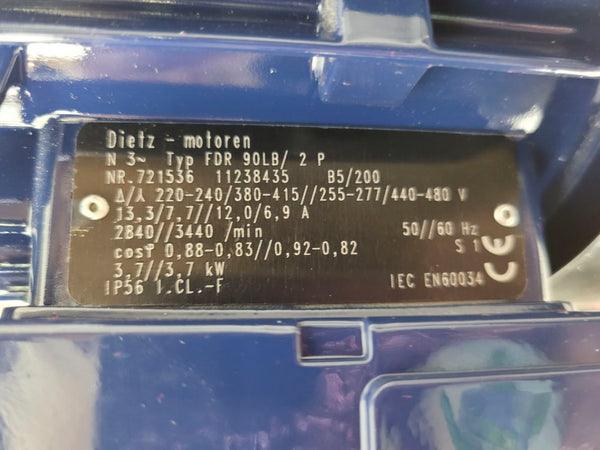 Dietz - motoren
N 3~ Typ FDR 90LB/ 2 P
NR.721536 11238435 B5/200
Δ/⅄ 220-240/380-415//255-277/440-480 V
13,3/7,7//12,0/6,9 A
2840//3440 /min 50//60 Hz
cosφ 0,88-0,83//0,92-0,82 S 1
3,7//3,7 kW
IP56 I.CL.-F IEC EN60034
CE